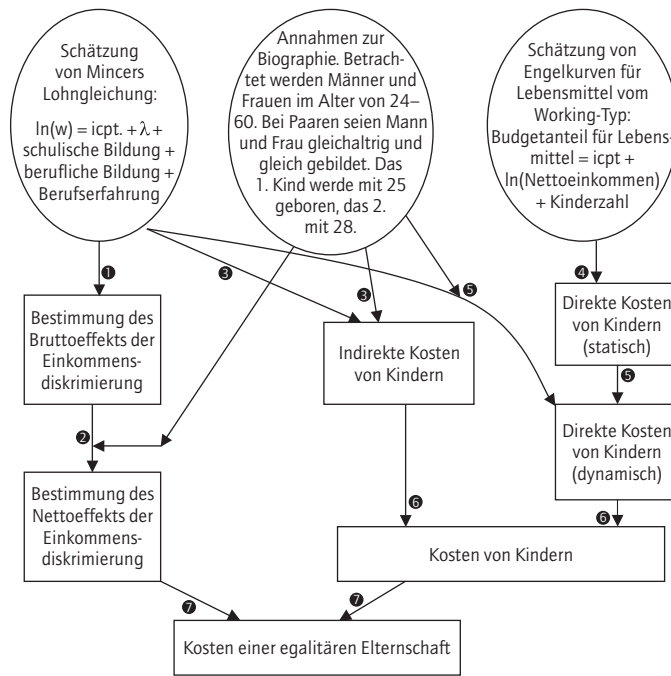 Schätzung
von Mincers
Lohngleichung:
ln(w) = icpt. + λ +
schulische Bildung +
berufliche Bildung +
Berufserfahrung
Annahmen zur
Biographie. Betrach-
tet werden Männer und
Frauen im Alter von 24–
60. Bei Paaren seien Mann
und Frau gleichaltrig und
gleich gebildet. Das
1. Kind werde mit 25
geboren, das 2.
mit 28.
Schätzung von
Engelkurven für
Lebensmittel vom
Working-Typ:
Budgetanteil für Lebens-
mittel = icpt +
ln(Nettoeinkommen)
+ Kinderzahl
❶
❸
❸
❺
❹
Bestimmung des
Bruttoeffekts der
Einkommens-
diskrimierung
Indirekte Kosten
von Kindern
Direkte Kosten
von Kindern
(statisch)
❺
❷
Direkte Kosten
von Kindern
(dynamisch)
Bestimmung des
Nettoeffekts der
Einkommens-
diskrimierung
❻
❻
Kosten von Kindern
❼
❼
Kosten einer egalitären Elternschaft